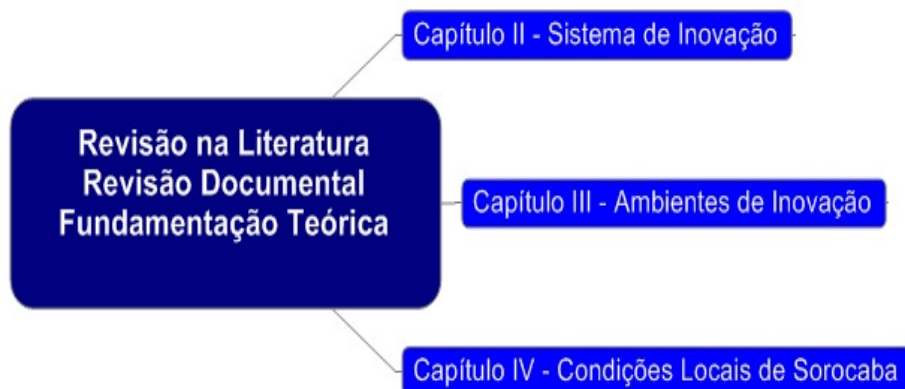 Capítulo II - Sistema de Inovação
Revisão na Literatura
Revisão Documental
Fundamentação Teórica
Capítulo III - Ambientes de Inovação
Capítulo IV - Condições Locais de Sorocaba